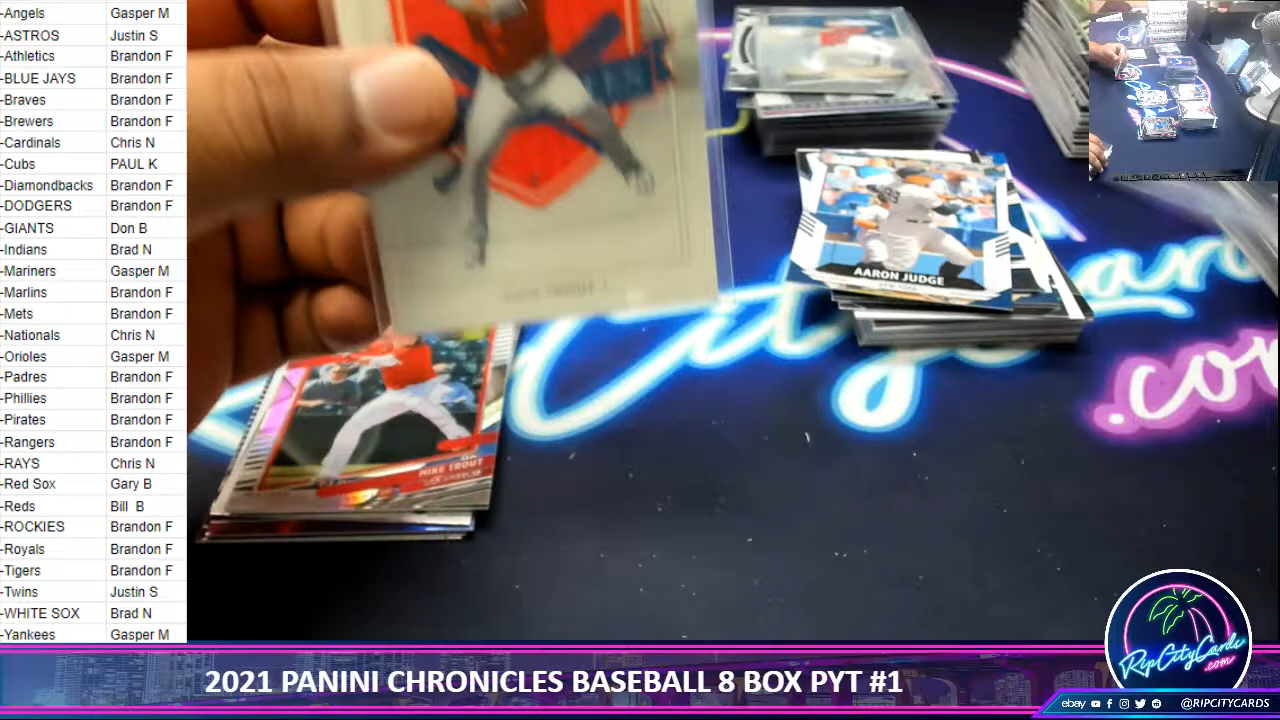 -Angels Gasper M
-ASTROS Justin S
-Athletics Brandon F
-BLUE JAYS Brandon F
-Braves Brandon F
-Brewers Brandon F
-Cardinals Chris N
-Cubs PAUL K
-Diamondbacks Brandon F
-DODGERS Brandon F
-GIANTS Don B
-Indians Brad N
-Mariners Gasper M
-Marlins Brandon F
-Mets Brandon F
-Nationals Chris N
-Orioles Gasper M
-Padres Brandon F
-Phillies Brandon F
-Pirates Brandon F
-Rangers Brandon F
-RAYS Chris N
-Red Sox Gary B
-Reds Bill B
-ROCKIES Brandon F
-Royals Brandon F
-Tigers Brandon F
-Twins Justin S
-WHITE SOX Brad N
-Yankees Gasper M
AARON JUDGE
NEW YORK
MIKE TROUT
City
.co
RipCityCards
.com
2021 PANINI CHRONICLES BASEBALL 8 BOX PYT #1
ebay @RIPCITYCARDS